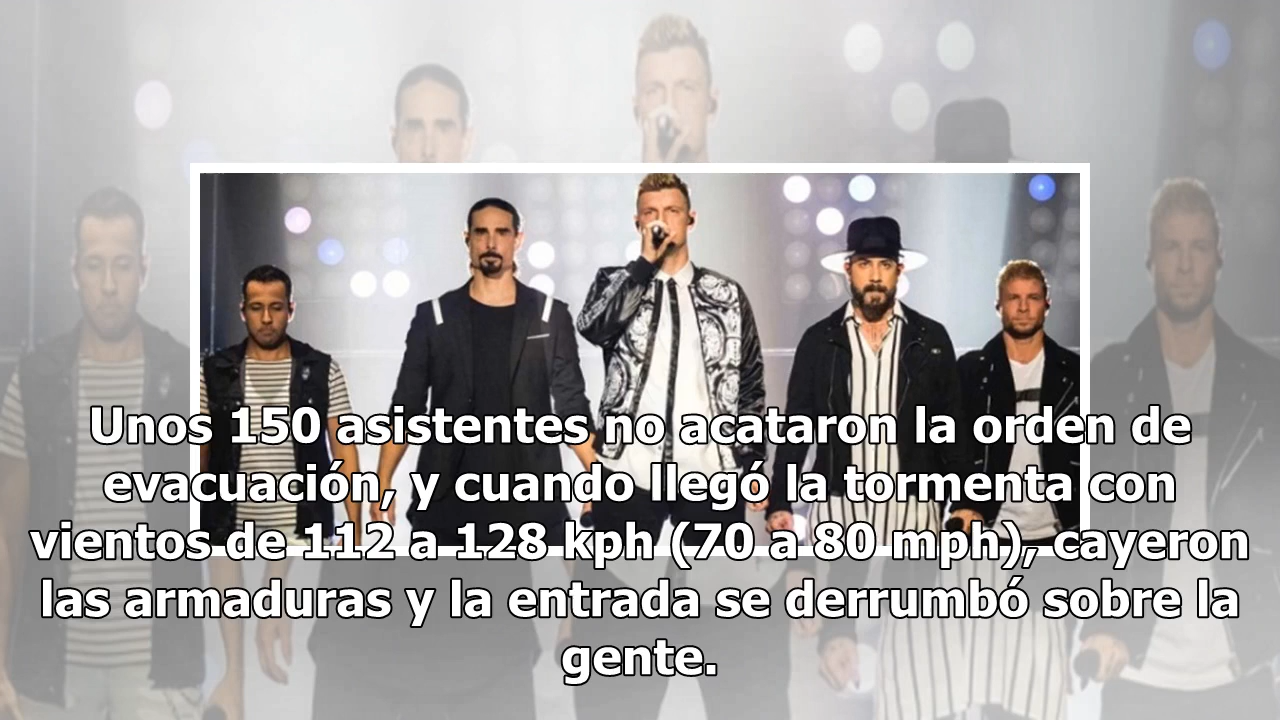 Unos 150 asistentes no acataron la orden de
evacuación, y cuando llegó la tormenta con
vientos de 112 a 128 kph (70 a 80 mph), cayeron
las armaduras y la entrada se derrumbó sobre la
gente.